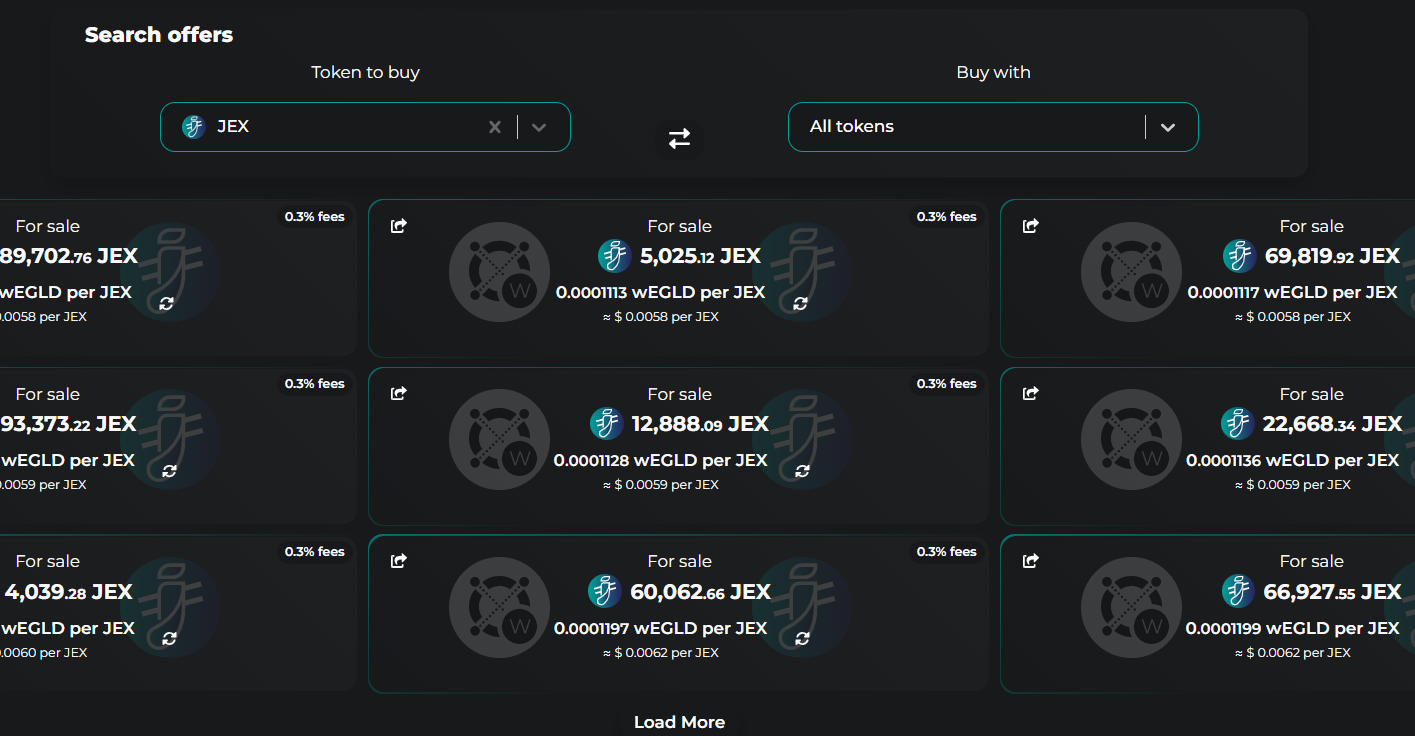 Search offers
Token to buy
Buy with
JEX
All tokens
0.3% fees
For sale
89,702.76 JEX
wEGLD per JEX
0.0058 per JEX
0.3% fees
For sale
5,025.12 JEX
0.0001113 wEGLD per JEX
≈ $ 0.0058 per JEX
For sale
69,819.92 JEX
0.0001117 wEGLD per JEX
≈ $ 0.0058 per JEX
0.3% fees
For sale
93,373.22 JEX
wEGLD per JEX
0.0059 per JEX
0.3% fees
For sale
12,888.09 JEX
0.0001128 wEGLD per JEX
≈ $ 0.0059 per JEX
For sale
22,668.34 JEX
0.0001136 wEGLD per JEX
≈ $ 0.0059 per JEX
0.3% fees
For sale
4,039.28 JEX
wEGLD per JEX
0.0060 per JEX
0.3% fees
For sale
60,062.66 JEX
0.0001197 wEGLD per JEX
≈ $ 0.0062 per JEX
For sale
66,927.55 JEX
0.0001199 wEGLD per JEX
≈ $ 0.0062 per JEX
Load More